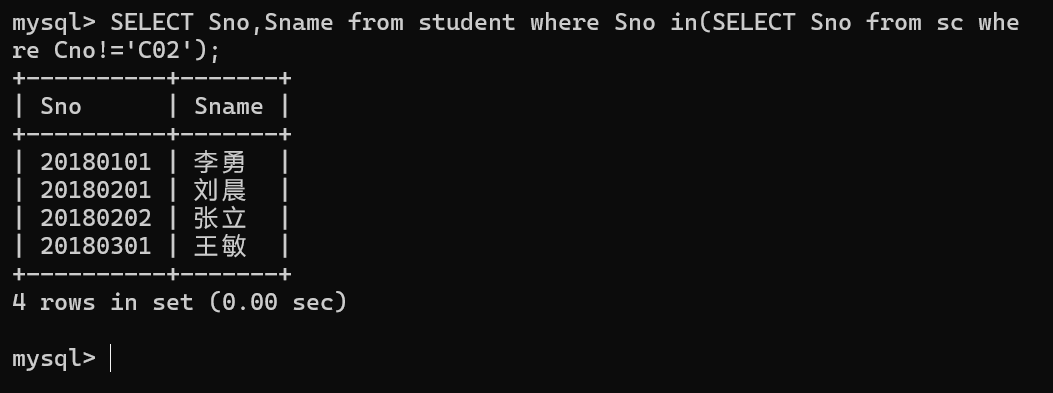 mysql> SELECT Sno,Sname from student where Sno in(SELECT Sno from sc whe
re Cno!='C02');
+----------+-------+
| Sno      | Sname |
+----------+-------+
| 20180101 | 李勇  |
| 20180201 | 刘晨  |
| 20180202 | 张立  |
| 20180301 | 王敏  |
+----------+-------+
4 rows in set (0.00 sec)
mysql>